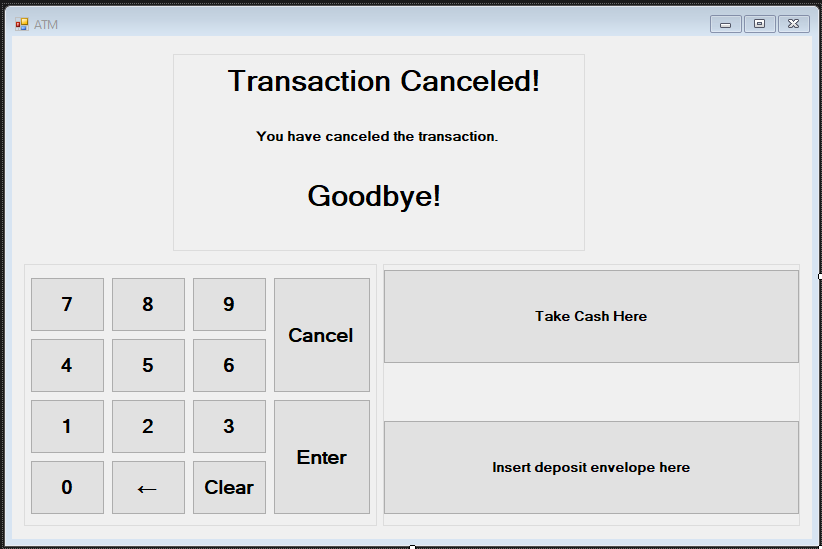 ATM
Transaction Canceled!
You have canceled the transaction.
Goodbye!
7 8 9 Cancel
4 5 6
1 2 3 Enter
0 ← Clear
Take Cash Here
Insert deposit envelope here